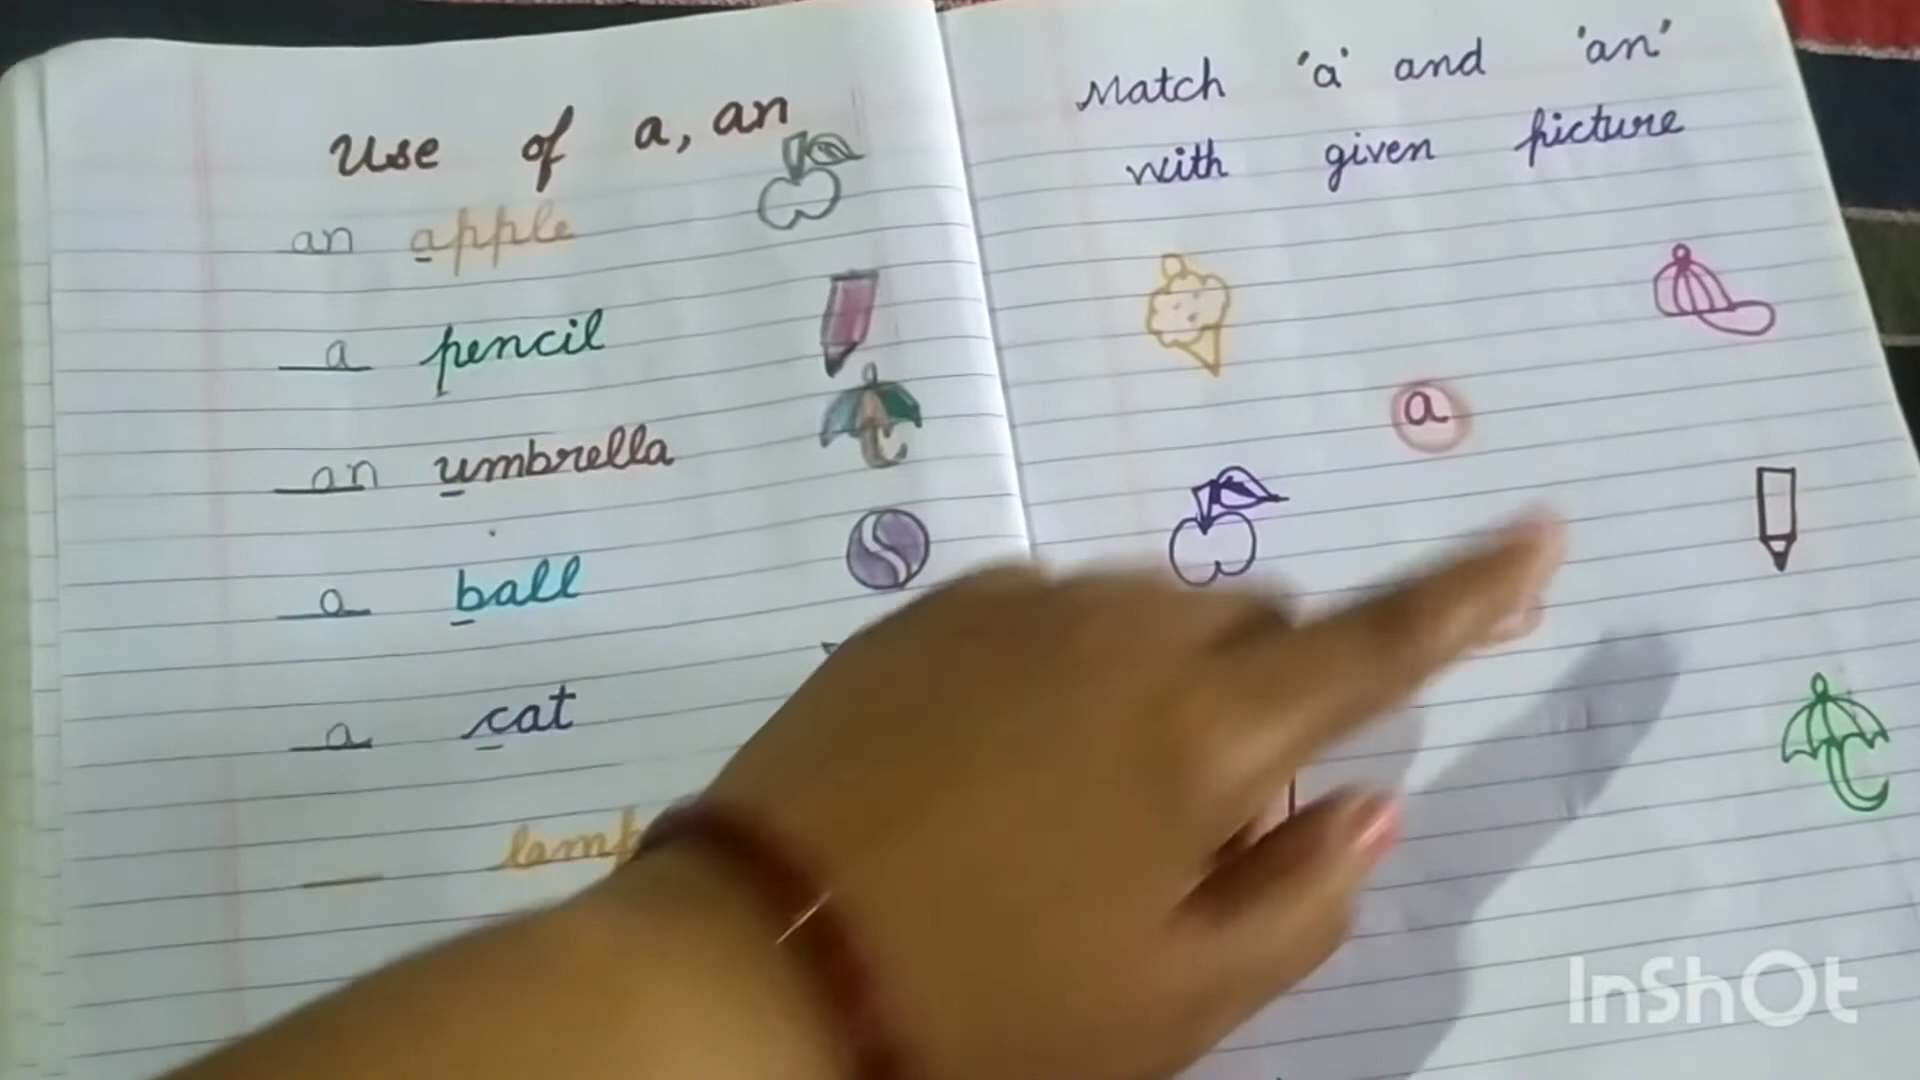 Use of a, an
an apple
a pencil
an umbrella
a ball
a cat
Match 'a' and 'an'
with given picture
a
InShOt